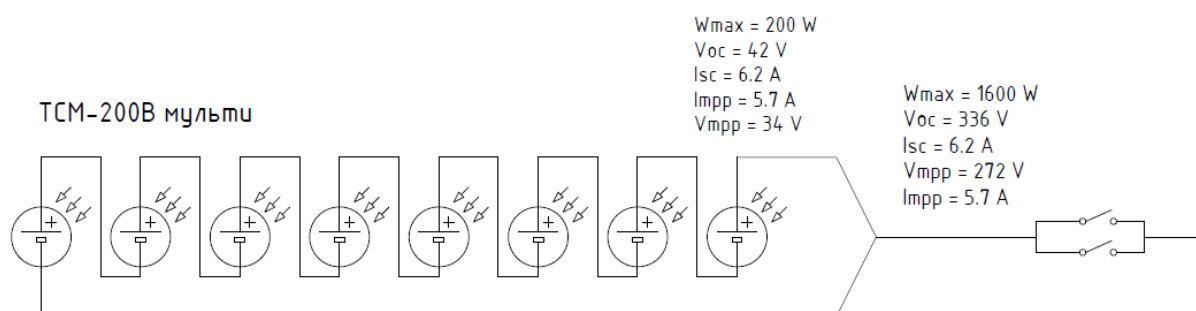 Wmax = 200 W
Voc = 42 V
Isc = 6.2 A
Impp = 5.7 A
Vmpp = 34 V
Wmax = 1600 W
Voc = 336 V
Isc = 6.2 A
Vmpp = 272 V
Impp = 5.7 A
ТСМ-200В мульти
+ + + + + + + +